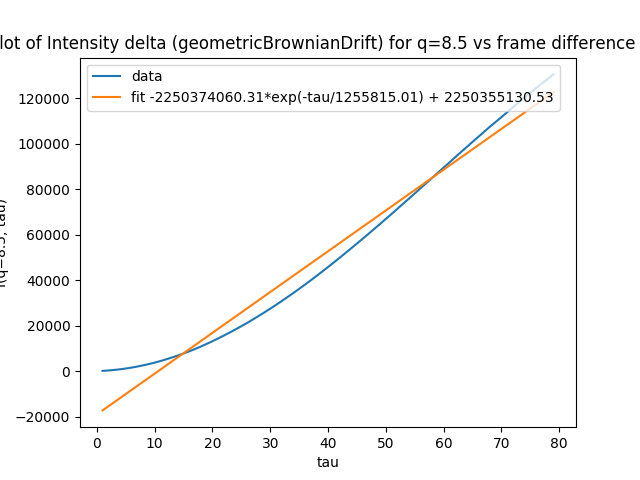 lot of Intensity delta (geometricBrownianDrift) for q=8.5 vs frame difference
data
fit -2250374060.31*exp(-tau/1255815.01) + 2250355130.53
120000
100000
80000
60000
40000
20000
0
−20000
0 10 20 30 40 50 60 70 80
tau
I(q=8.5, tau)